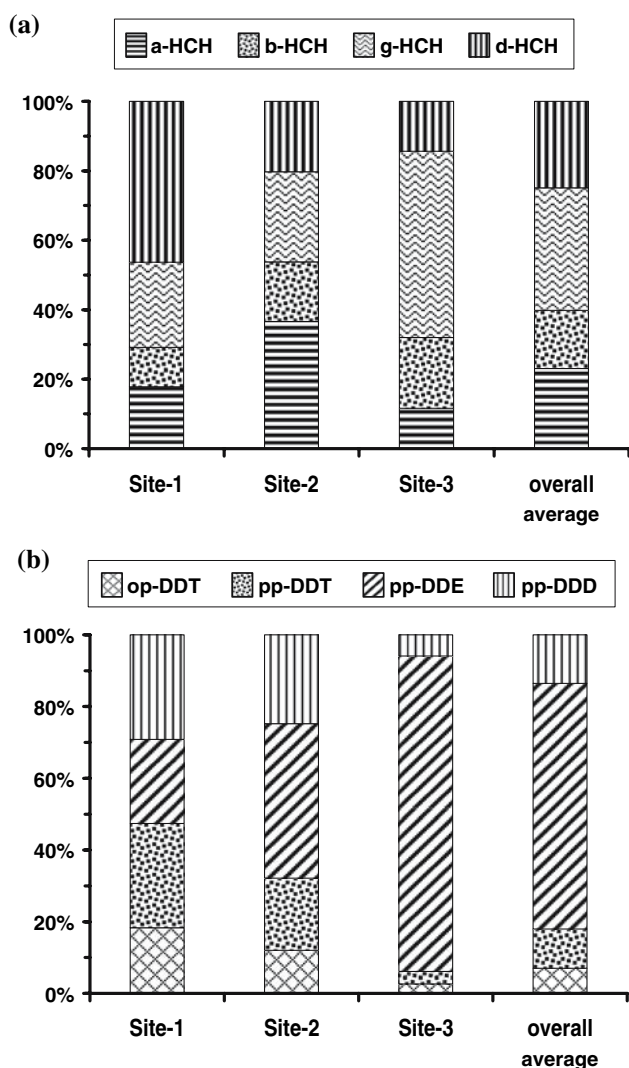 (a)
a-HCH b-HCH g-HCH d-HCH
100%
80%
60%
40%
20%
0%
Site-1 Site-2 Site-3 overall
average
(b)
op-DDT pp-DDT pp-DDE pp-DDD
100%
80%
60%
40%
20%
0%
Site-1 Site-2 Site-3 overall
average